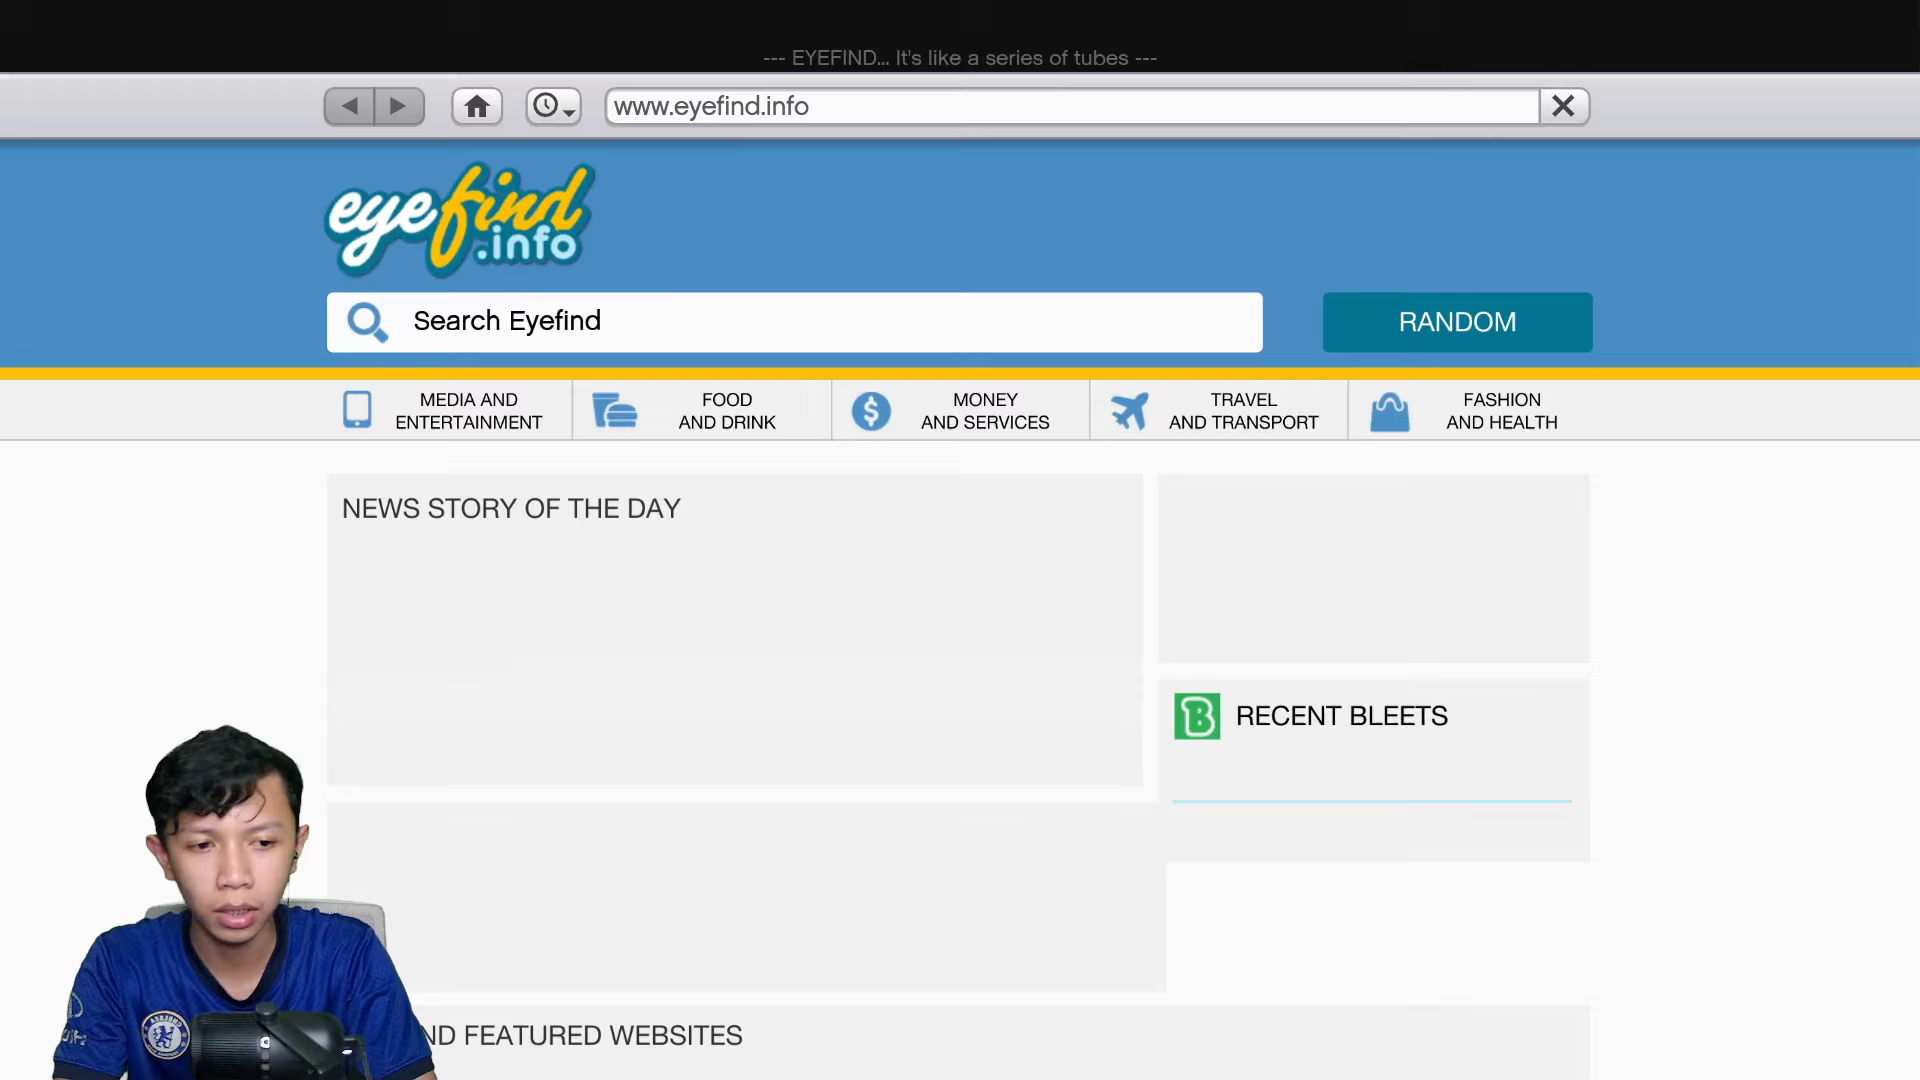 --- EYEFIND... It's like a series of tubes ---
www.eyefind.info
eyefind
.info
Search Eyefind
RANDOM
MEDIA AND
ENTERTAINMENT
FOOD
AND DRINK
MONEY
AND SERVICES
TRAVEL
AND TRANSPORT
FASHION
AND HEALTH
NEWS STORY OF THE DAY
B RECENT BLEETS
ND FEATURED WEBSITES